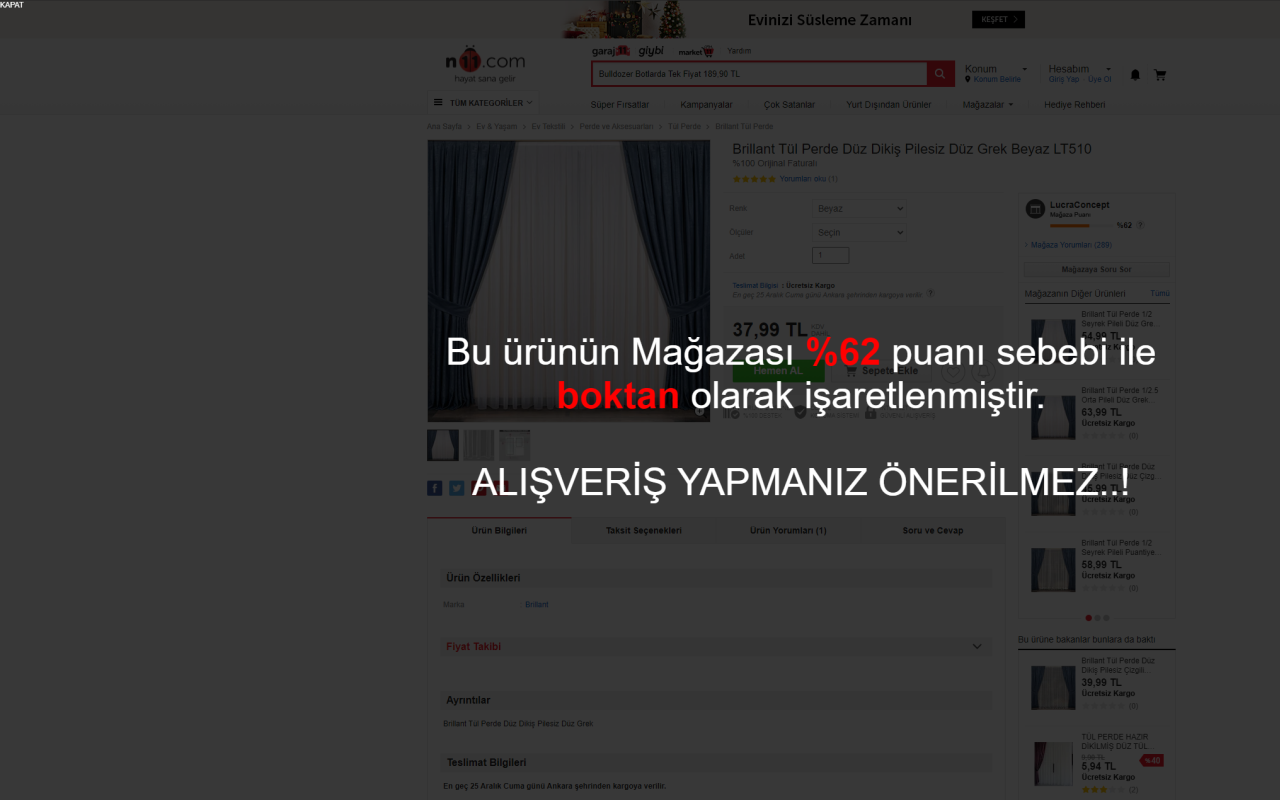 KAPAT
Evinizi Süsleme Zamanı
KEŞFET
garaj11 giybi market11 Yardım
n11.com
hayat sana gelir
Bulldozer Botlarda Tek Fiyat 189,90 TL
Konum
Konum Belirle
Hesabım
Giriş Yap Üye Ol
TÜM KATEGORİLER
Süper Fırsatlar Kampanyalar Çok Satanlar Yurt Dışından Ürünler Mağazalar Hediye Rehberi
Ana Sayfa > Ev & Yaşam > Ev Tekstili > Perde ve Aksesuarları > Tül Perde > Brillant Tül Perde
Brillant Tül Perde Düz Dikiş Pilesiz Düz Grek Beyaz LT510
%100 Orijinal Faturalı
Yorumları oku (1)
Renk Beyaz
Ölçüler Seçin
Adet 1
Teslimat Bilgisi : Ücretsiz Kargo
En geç 25 Aralık Cuma günü Ankara şehrinden kargoya verilir.
37,99 TL KDV DAHİL
Hemen AL Sepete Ekle
Bu ürünün Mağazası %62 puanı sebebi ile
boktan olarak işaretlenmiştir.
ALIŞVERİŞ YAPMANIZ ÖNERİLMEZ..!
LucraConcept
Mağaza Puanı
%62
Mağaza Yorumları (289)
Mağazaya Soru Sor
Mağazanın Diğer Ürünleri Tümü
Brillant Tül Perde 1/2
Seyrek Pileli Düz Gre...
54,99 TL
Brillant Tül Perde 1/2.5
Orta Pileli Düz Grek...
63,99 TL
Ücretsiz Kargo
(0)
Brillant Tül Perde Düz
Ücretsiz Kargo
(0)
Brillant Tül Perde 1/2
Seyrek Pileli Puantiye...
58,99 TL
Ücretsiz Kargo
(0)
Ürün Bilgileri Taksit Seçenekleri Ürün Yorumları (1) Soru ve Cevap
Ürün Özellikleri
Marka Brillant
Fiyat Takibi
Ayrıntılar
Brillant Tül Perde Düz Dikiş Pilesiz Düz Grek
Teslimat Bilgileri
En geç 25 Aralık Cuma günü Ankara şehrinden kargoya verilir.
Bu ürüne bakanlar bunlara da baktı
Brillant Tül Perde Düz
Dikiş Pilesiz Çizgili...
39,99 TL
Ücretsiz Kargo
(0)
TÜL PERDE HAZIR
DİKİLMİŞ DÜZ TÜL..
5,94 TL
%40
Ücretsiz Kargo
(2)